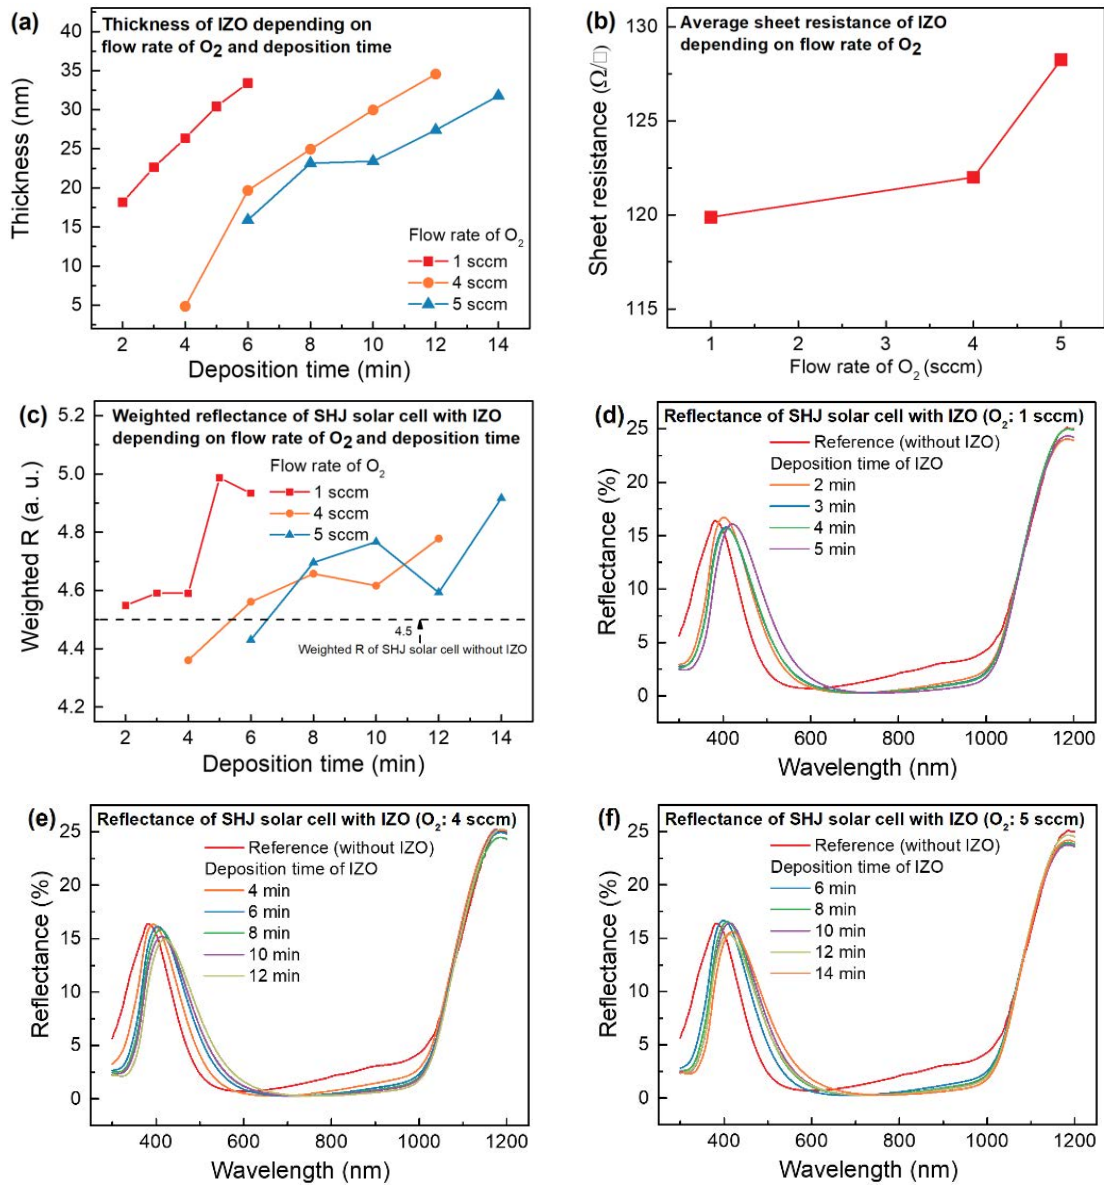 (a) Thickness of IZO depending on
flow rate of O2 and deposition time
Thickness (nm)
40
35
30
25
20
15
10
5
Flow rate of O2
1 sccm
4 sccm
5 sccm
2 4 6 8 10 12 14
Deposition time (min)
(b) Average sheet resistance of IZO
depending on flow rate of O2
Sheet resistance (Ω/□)
130
125
120
115
1 2 3 4 5
Flow rate of O2 (sccm)
(c) Weighted reflectance of SHJ solar cell with IZO
depending on flow rate of O2 and deposition time
Weighted R (a. u.)
5.2
5.0
4.8
4.6
4.4
4.2
Flow rate of O2
1 sccm
4 sccm
5 sccm
4.5
Weighted R of SHJ solar cell without IZO
2 4 6 8 10 12 14
Deposition time (min)
(d) Reflectance of SHJ solar cell with IZO (O2: 1 sccm)
Reflectance (%)
25
20
15
10
5
0
Reference (without IZO)
Deposition time of IZO
2 min
3 min
4 min
5 min
400 600 800 1000 1200
Wavelength (nm)
(e) Reflectance of SHJ solar cell with IZO (O2: 4 sccm)
Reflectance (%)
25
20
15
10
5
0
Reference (without IZO)
Deposition time of IZO
4 min
6 min
8 min
10 min
12 min
400 600 800 1000 1200
Wavelength (nm)
(f) Reflectance of SHJ solar cell with IZO (O2: 5 sccm)
Reflectance (%)
25
20
15
10
5
0
Reference (without IZO)
Deposition time of IZO
6 min
8 min
10 min
12 min
14 min
400 600 800 1000 1200
Wavelength (nm)